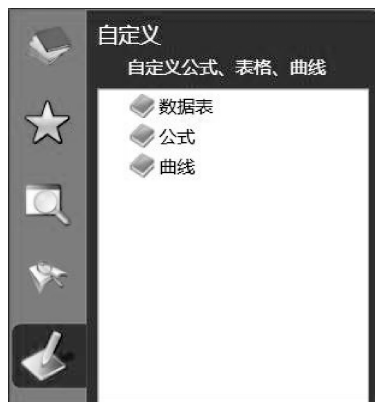 自定义
自定义公式、表格、曲线
数据表
公式
曲线